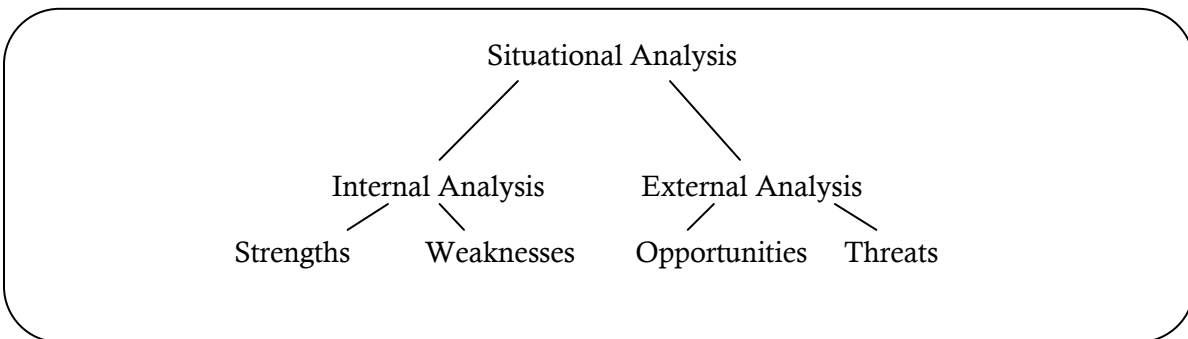 Situational Analysis
Internal Analysis External Analysis
Strengths Weaknesses Opportunities Threats